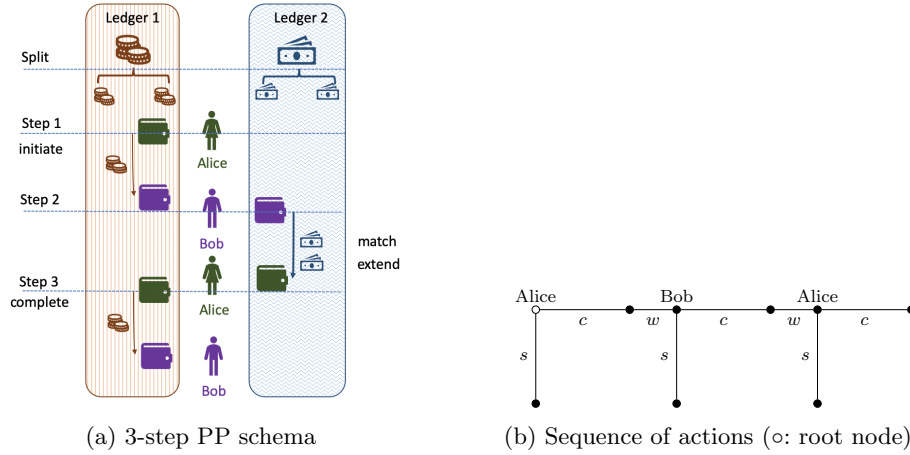 Ledger 1
Ledger 2
Split
Step 1
initiate
Alice
Step 2
Bob
match
extend
Step 3
complete
Alice
Bob
Alice
Bob
Alice
c
w
c
w
c
s
s
s
(a) 3-step PP schema
(b) Sequence of actions (○: root node)